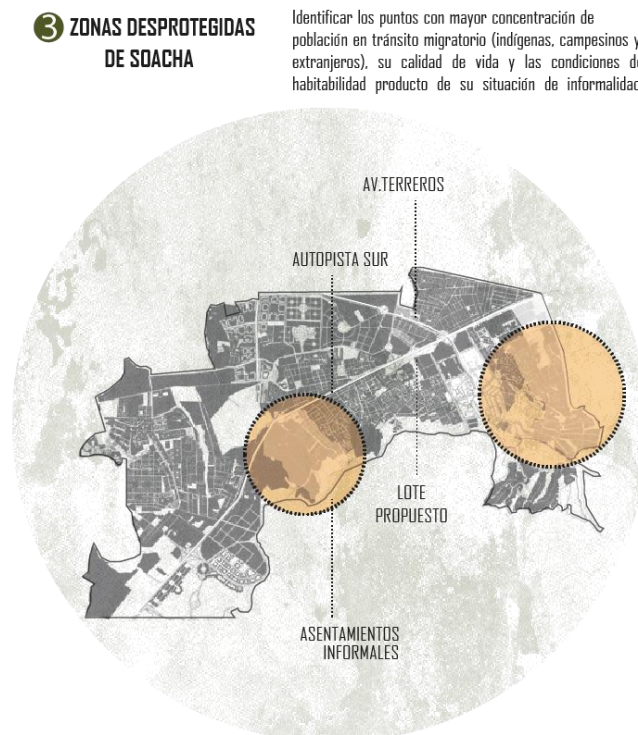 3 ZONAS DESPROTEGIDAS
DE SOACHA
Identificar los puntos con mayor concentración de
población en tránsito migratorio (indígenas, campesinos y
extranjeros), su calidad de vida y las condiciones de
habitabilidad producto de su situación de informalidad
AV.TERREROS
AUTOPISTA SUR
LOTE
PROPUESTO
ASENTAMIENTOS
INFORMALES